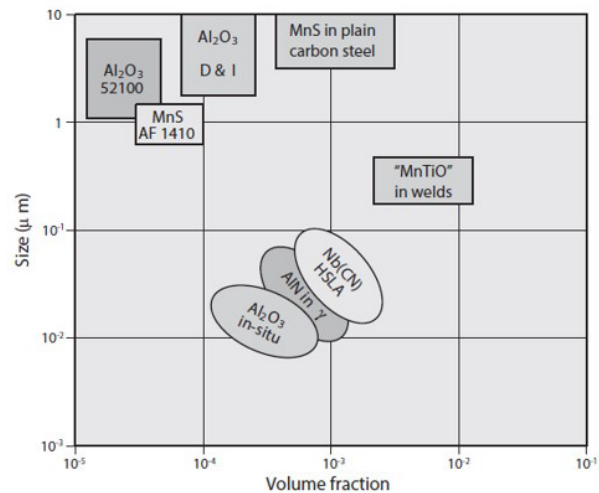 10
1
10⁻¹
10⁻²
10⁻³
Size (μ m)
Al₂O₃
52100
MnS
AF 1410
Al₂O₃
D & I
MnS in plain
carbon steel
"MnTiO"
in welds
Nb(CN)
HSLA
AlN in γ
Al₂O₃
in-situ
10⁻⁵
10⁻⁴
10⁻³
10⁻²
10⁻¹
Volume fraction